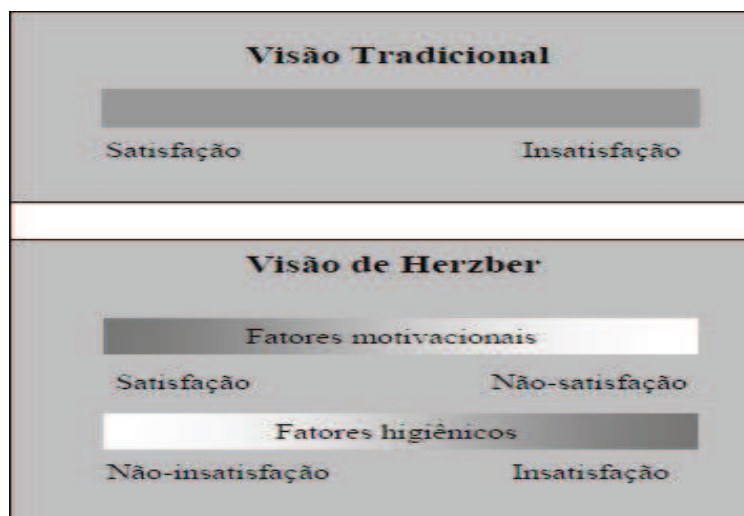 Visão Tradicional
Satisfação Insatisfação
Visão de Herzber
Fatores motivacionais
Satisfação Não-satisfação
Fatores higiênicos
Não-insatisfação Insatisfação